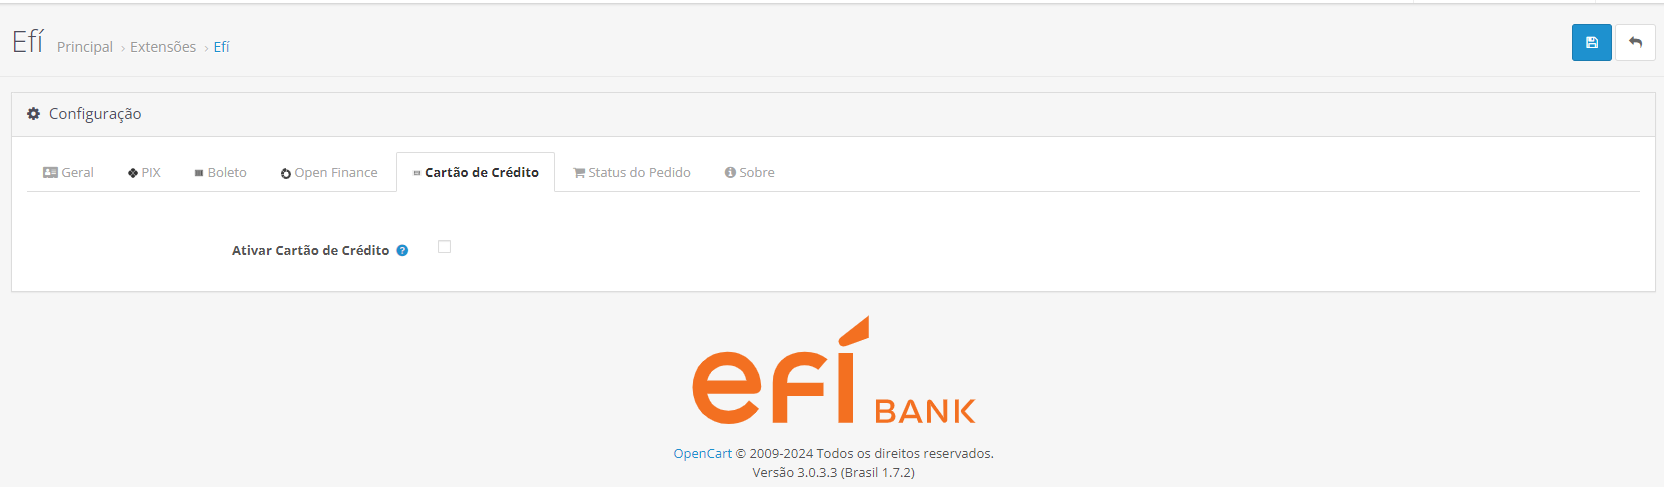 Efí Principal › Extensões › Efí
Configuração
Geral PIX Boleto Open Finance Cartão de Crédito Status do Pedido Sobre
Ativar Cartão de Crédito ?
efí BANK
OpenCart © 2009-2024 Todos os direitos reservados.
Versão 3.0.3.3 (Brasil 1.7.2)